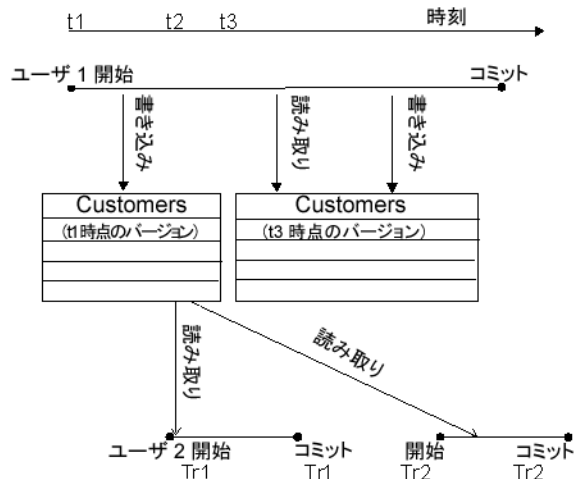 t1 t2 t3 時刻
ユーザ 1 開始 コミット
書き込み
読み取り
書き込み
Customers
(t1 時点のバージョン)
Customers
(t3 時点のバージョン)
読み取り
読み取り
ユーザ 2 開始 コミット 開始 コミット
Tr1 Tr1 Tr2 Tr2